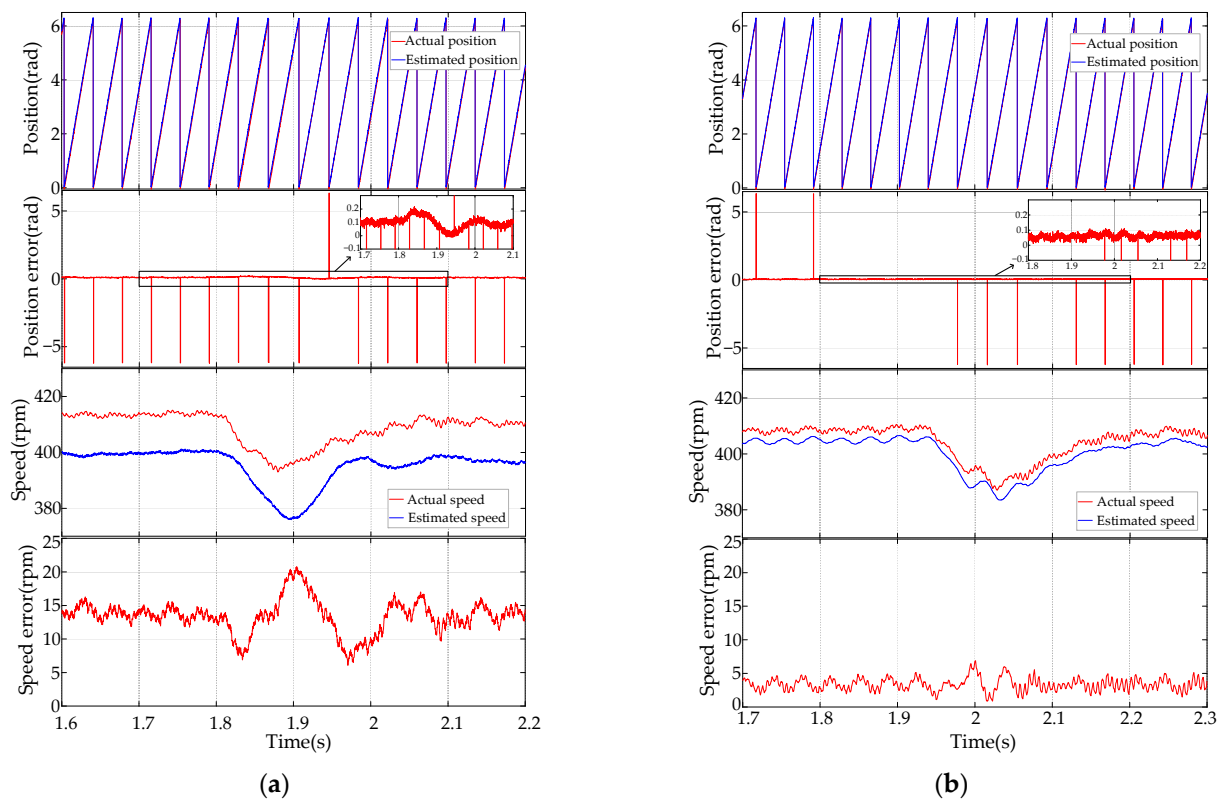 6
4
2
0
Position(rad)
Actual position
Estimated position
5
0
−5
Position error(rad)
0.2
0.1
0
−0.1
1.7 1.8 1.9 2 2.1
420
400
380
Speed(rpm)
Actual speed
Estimated speed
25
20
15
10
5
0
Speed error(rpm)
1.6 1.7 1.8 1.9 2 2.1 2.2
Time(s)
(a)
6
4
2
0
Position(rad)
Actual position
Estimated position
5
0
−5
Position error(rad)
0.2
0.1
0
−0.1
1.8 1.9 2 2.1 2.2
420
400
380
Speed(rpm)
Actual speed
Estimated speed
25
20
15
10
5
0
Speed error(rpm)
1.7 1.8 1.9 2 2.1 2.2 2.3
Time(s)
(b)